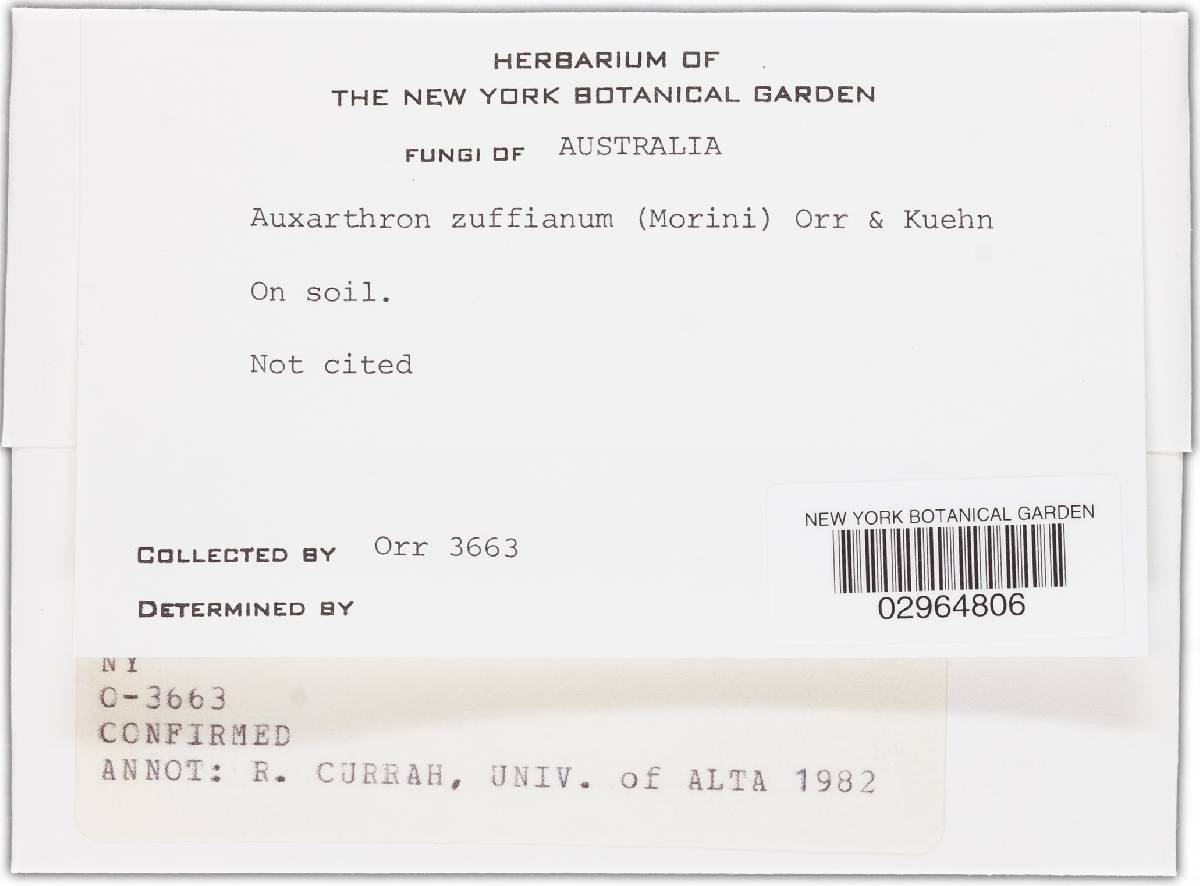 HERBARIUM OF
THE NEW YORK BOTANICAL GARDEN
FUNGI OF AUSTRALIA
Auxarthron zuffianum (Morini) Orr & Kuehn
On soil.
Not cited
COLLECTED BY Orr 3663
DETERMINED BY
NEW YORK BOTANICAL GARDEN
02964806
NY
O-3663
CONFIRMED
ANNOT: R. CURRAH, UNIV. of ALTA 1982